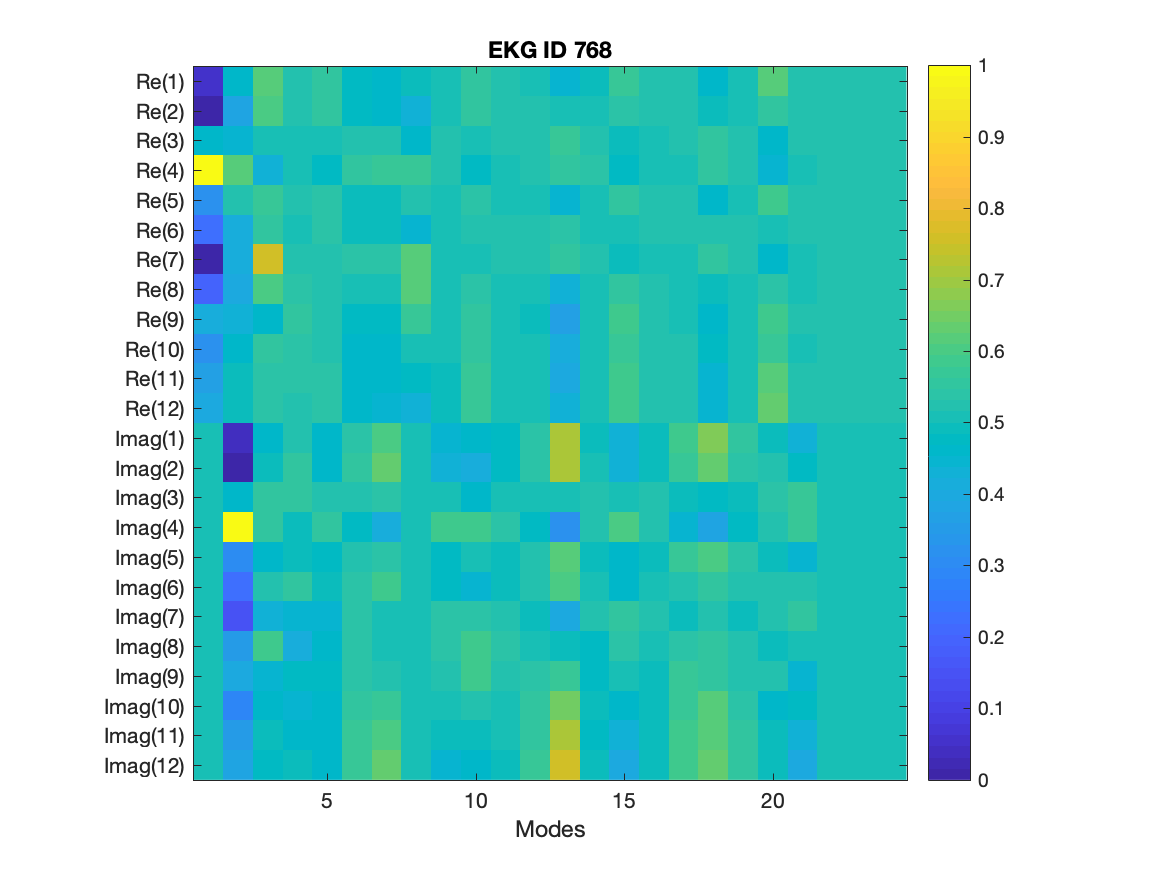 EKG ID 768
Re(1)
Re(2)
Re(3)
Re(4)
Re(5)
Re(6)
Re(7)
Re(8)
Re(9)
Re(10)
Re(11)
Re(12)
Imag(1)
Imag(2)
Imag(3)
Imag(4)
Imag(5)
Imag(6)
Imag(7)
Imag(8)
Imag(9)
Imag(10)
Imag(11)
Imag(12)
5 10 15 20
Modes
1
0.9
0.8
0.7
0.6
0.5
0.4
0.3
0.2
0.1
0